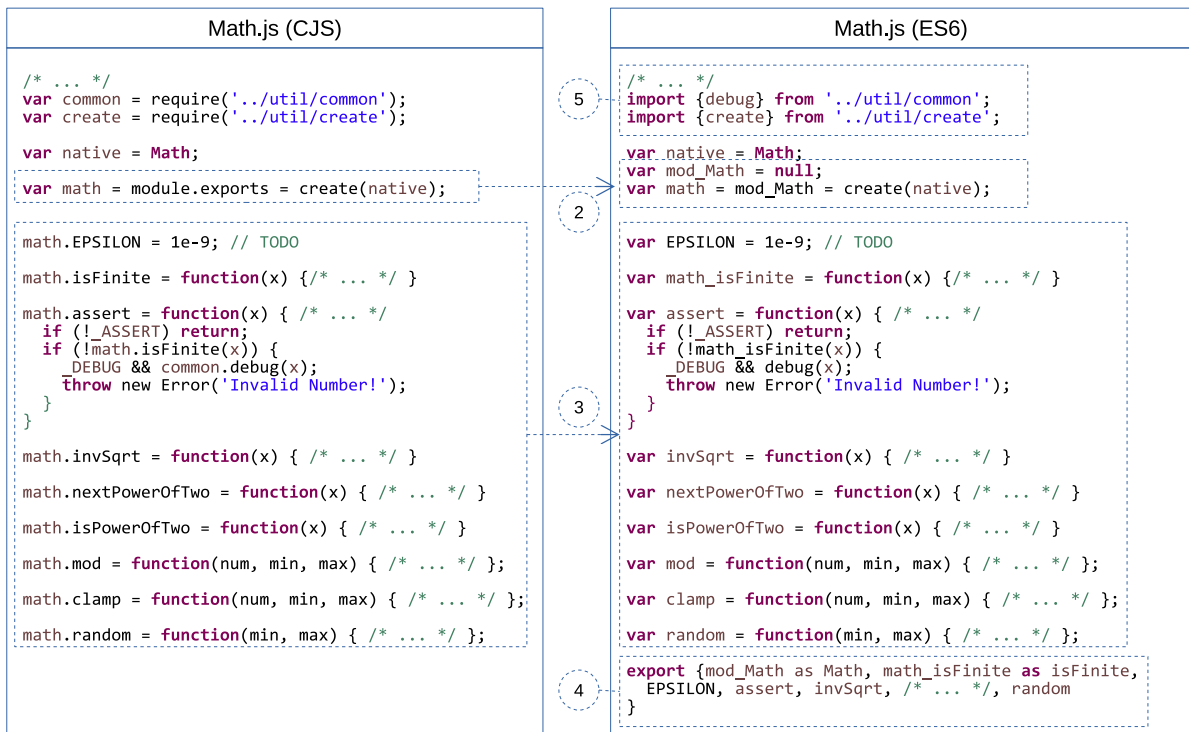 Math.js (CJS)
/* ... */
var common = require('../util/common');
var create = require('../util/create');
var native = Math;
var math = module.exports = create(native);
math.EPSILON = 1e-9; // TODO
math.isFinite = function(x) {/* ... */ }
math.assert = function(x) { /* ... */
if (!_ASSERT) return;
if (!math.isFinite(x)) {
_DEBUG && common.debug(x);
throw new Error('Invalid Number!');
}
}
math.invSqrt = function(x) { /* ... */ }
math.nextPowerOfTwo = function(x) { /* ... */ }
math.isPowerOfTwo = function(x) { /* ... */ }
math.mod = function(num, min, max) { /* ... */ };
math.clamp = function(num, min, max) { /* ... */ };
math.random = function(min, max) { /* ... */ };
5
2
3
4
Math.js (ES6)
/* ... */
import {debug} from '../util/common';
import {create} from '../util/create';
var native = Math;
var mod_Math = null;
var math = mod_Math = create(native);
var EPSILON = 1e-9; // TODO
var math_isFinite = function(x) {/* ... */ }
var assert = function(x) { /* ... */
if (!_ASSERT) return;
if (!math_isFinite(x)) {
_DEBUG && debug(x);
throw new Error('Invalid Number!');
}
}
var invSqrt = function(x) { /* ... */ }
var nextPowerOfTwo = function(x) { /* ... */ }
var isPowerOfTwo = function(x) { /* ... */ }
var mod = function(num, min, max) { /* ... */ };
var clamp = function(num, min, max) { /* ... */ };
var random = function(min, max) { /* ... */ };
export {mod_Math as Math, math_isFinite as isFinite,
EPSILON, assert, invSqrt, /* ... */, random
}